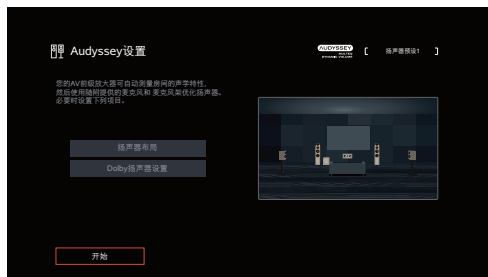 Audyssey设置
AUDYSSEY
MULTEQ
DYNAMIC VOLUME
[ 扬声器预设1 ]
您的AV前级放大器可自动测量房间的声学特性,
然后使用随附提供的麦克风和 麦克风架优化扬声器。
必要时设置下列项目。
扬声器布局
Dolby扬声器设置
开始